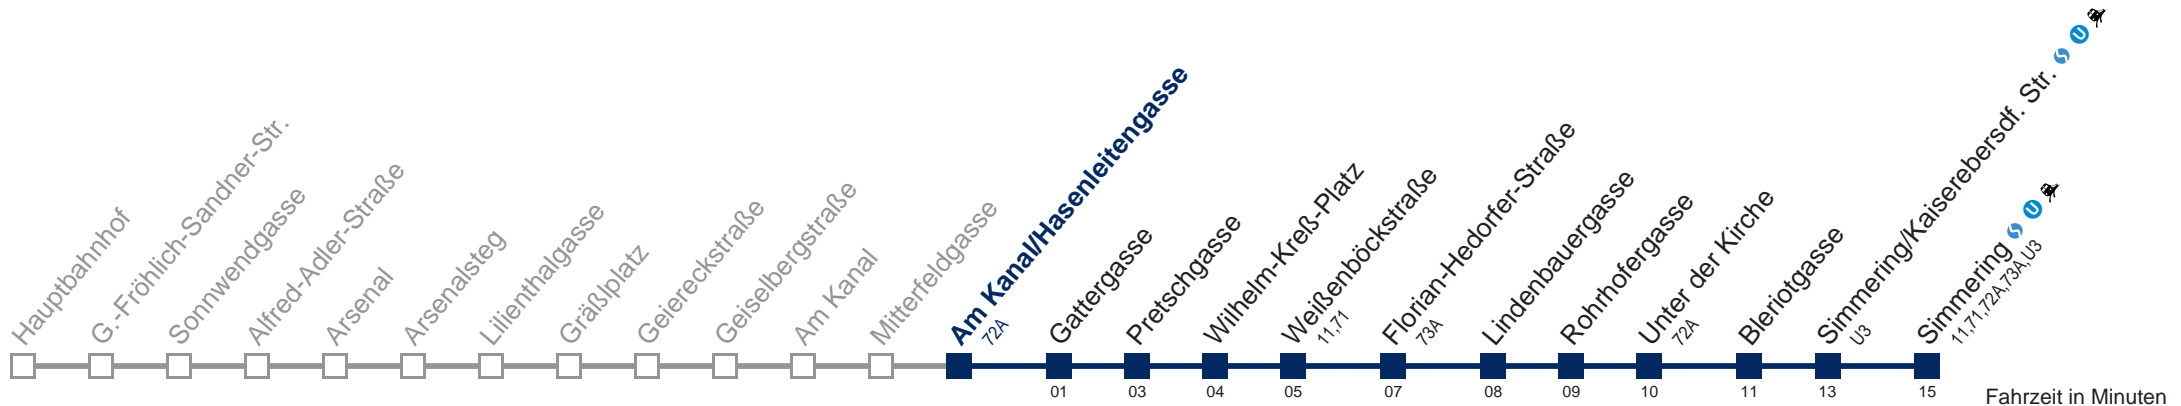 Hauptbahnhof
G.-Fröhlich-Sandner-Str.
Sonnwendgasse
Alfred-Adler-Straße
Arsenal
Arsenalsteg
Lilienthalgasse
Gräßlplatz
Geiereckstraße
Geiselbergstraße
Am Kanal
Mitterfeldgasse
Am Kanal/Hasenleitengasse
72A
Gattergasse
01
Pretschgasse
03
Wilhelm-Kreß-Platz
04
Weißenböckstraße
11,71
05
Florian-Hedorfer-Straße
73A
07
Lindenbauergasse
08
Rohrhofergasse
09
Unter der Kirche
72A
10
Bleriotgasse
11
Simmering/Kaiserebersdf. Str. S U
U3
13
Simmering S U
11,71,72A,73A,U3
15
Fahrzeit in Minuten